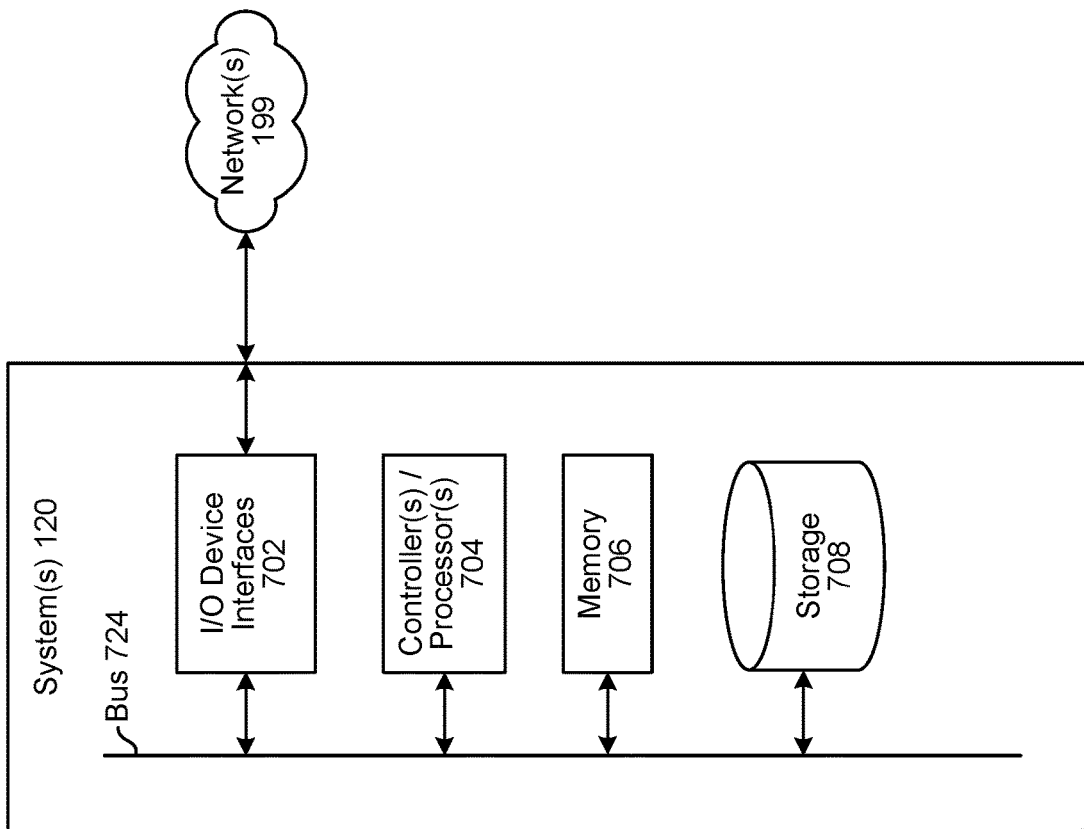 System(s) 120
Bus 724
I/O Device
Interfaces
702
Controller(s) /
Processor(s)
704
Memory
706
Storage
708
Network(s)
199